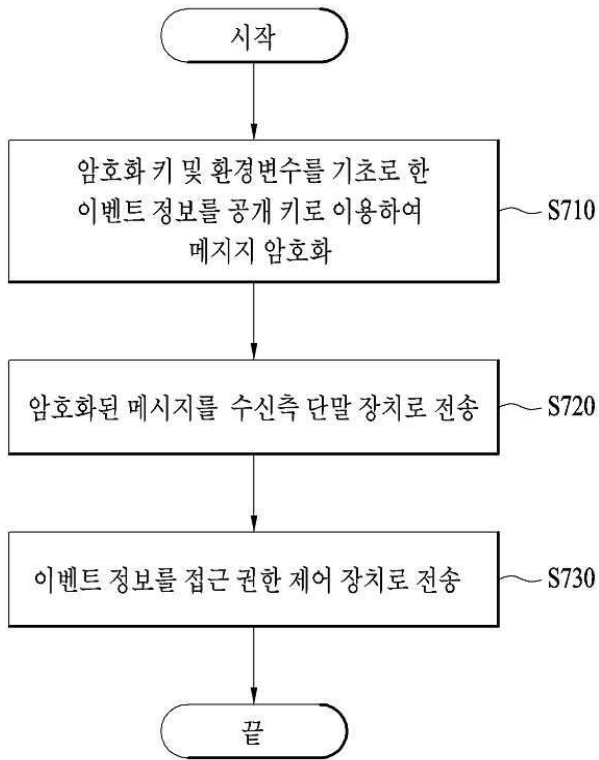 시작
암호화 키 및 환경변수를 기초로 한
이벤트 정보를 공개 키로 이용하여
메지지 암호화
S710
암호화된 메시지를 수신측 단말 장치로 전송
S720
이벤트 정보를 접근 권한 제어 장치로 전송
S730
끝